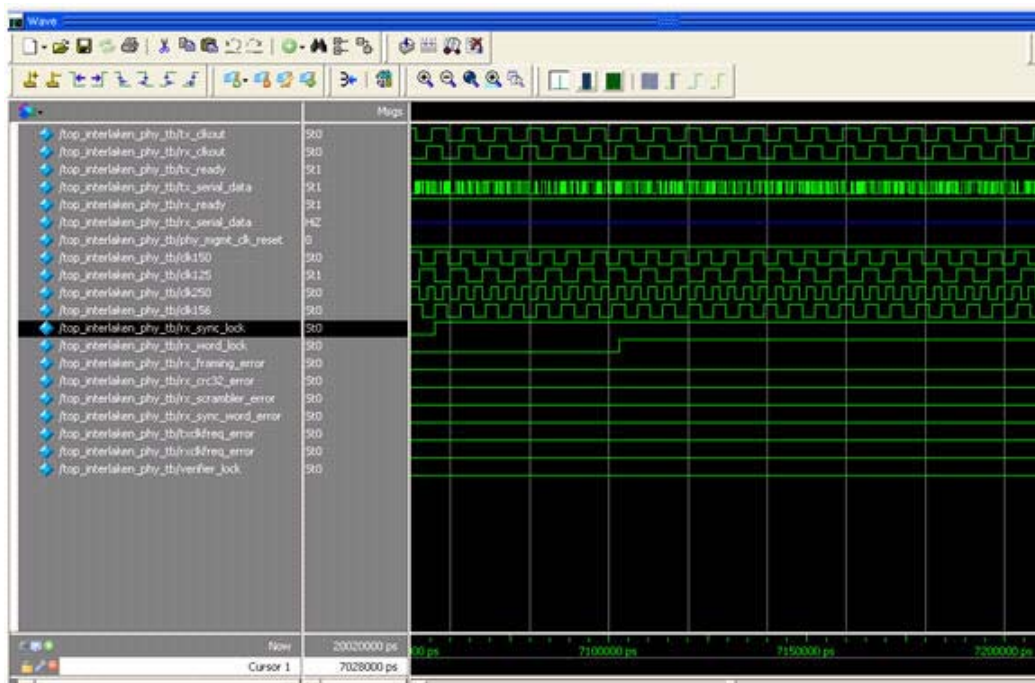 Wave
Msgs
/top_interlaken_phy_tb/tx_clkout St0
/top_interlaken_phy_tb/rx_clkout St0
/top_interlaken_phy_tb/tx_ready St1
/top_interlaken_phy_tb/tx_serial_data St1
/top_interlaken_phy_tb/rx_ready St1
/top_interlaken_phy_tb/rx_serial_data HiZ
/top_interlaken_phy_tb/phy_mgmt_clk_reset 0
/top_interlaken_phy_tb/clk150 St0
/top_interlaken_phy_tb/clk125 St1
/top_interlaken_phy_tb/clk250 St0
/top_interlaken_phy_tb/clk156 St0
/top_interlaken_phy_tb/rx_sync_lock St0
/top_interlaken_phy_tb/rx_word_lock St0
/top_interlaken_phy_tb/rx_framing_error St0
/top_interlaken_phy_tb/rx_crc32_error St0
/top_interlaken_phy_tb/rx_scrambler_error St0
/top_interlaken_phy_tb/rx_sync_word_error St0
/top_interlaken_phy_tb/txclkfreq_error St0
/top_interlaken_phy_tb/rxclkfreq_error St0
/top_interlaken_phy_tb/verifier_lock St0
Now 20020000 ps 00 ps 7100000 ps 7150000 ps 7200000 ps
Cursor 1 7028000 ps